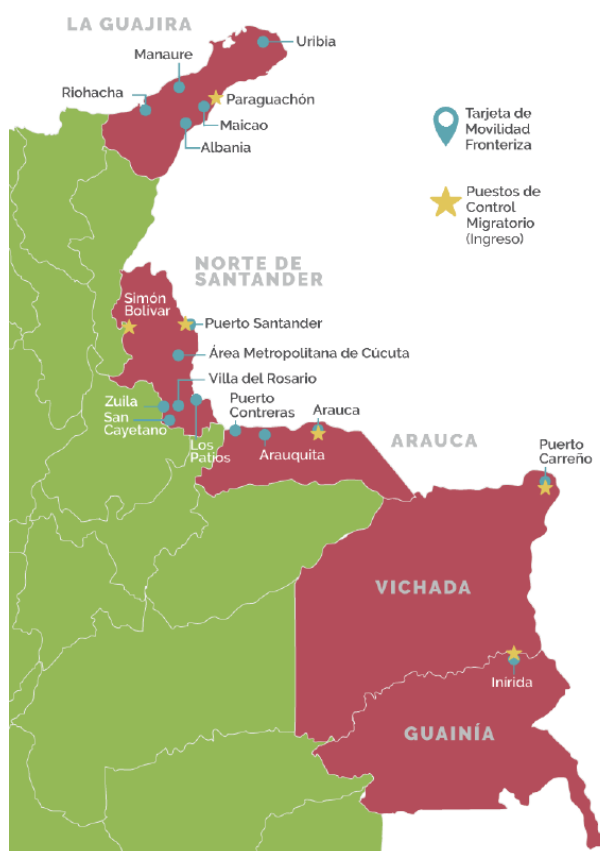 LA GUAJIRA
Uribia
Manaure
Riohacha
Paraguachón
Maicao
Albania
Tarjeta de
Movilidad
Fronteriza
Puestos de
Control
Migratorio
(Ingreso)
NORTE DE
SANTANDER
Simón
Bolívar
Puerto Santander
Área Metropolitana de Cúcuta
Villa del Rosario
Zuila
San
Cayetano
Los
Patios
Puerto
Contreras
Arauca
Arauquita
ARAUCA
Puerto
Carreño
VICHADA
Inírida
GUAINÍA